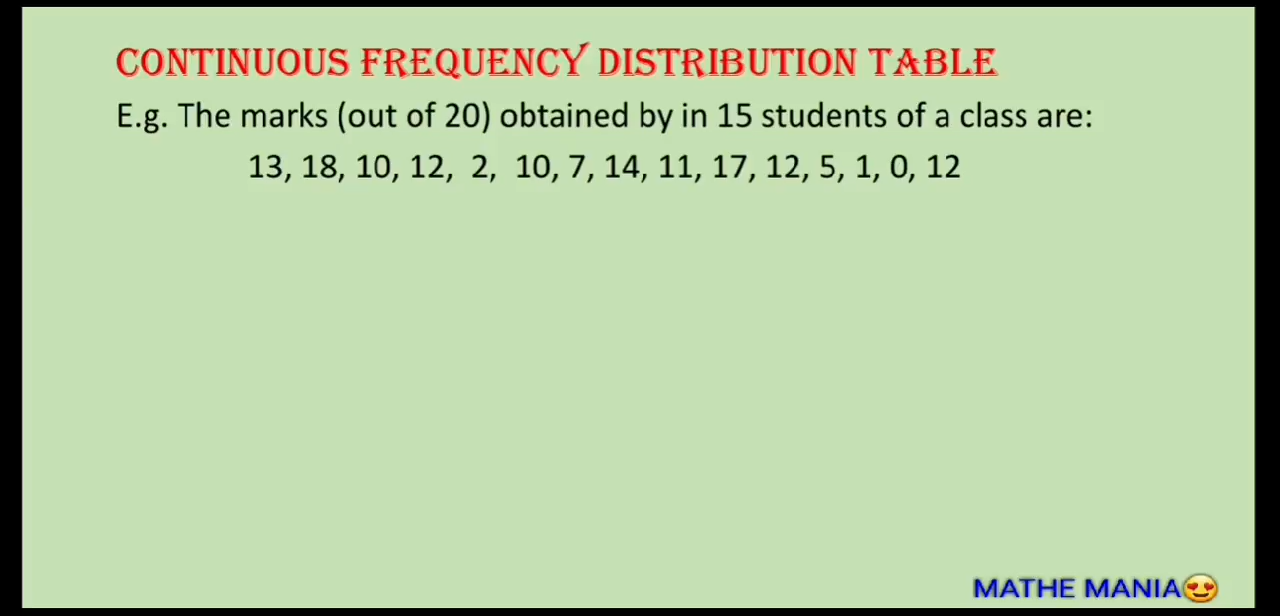 CONTINUOUS FREQUENCY DISTRIBUTION TABLE
E.g. The marks (out of 20) obtained by in 15 students of a class are:
13, 18, 10, 12, 2, 10, 7, 14, 11, 17, 12, 5, 1, 0, 12
MATHE MANIA😍